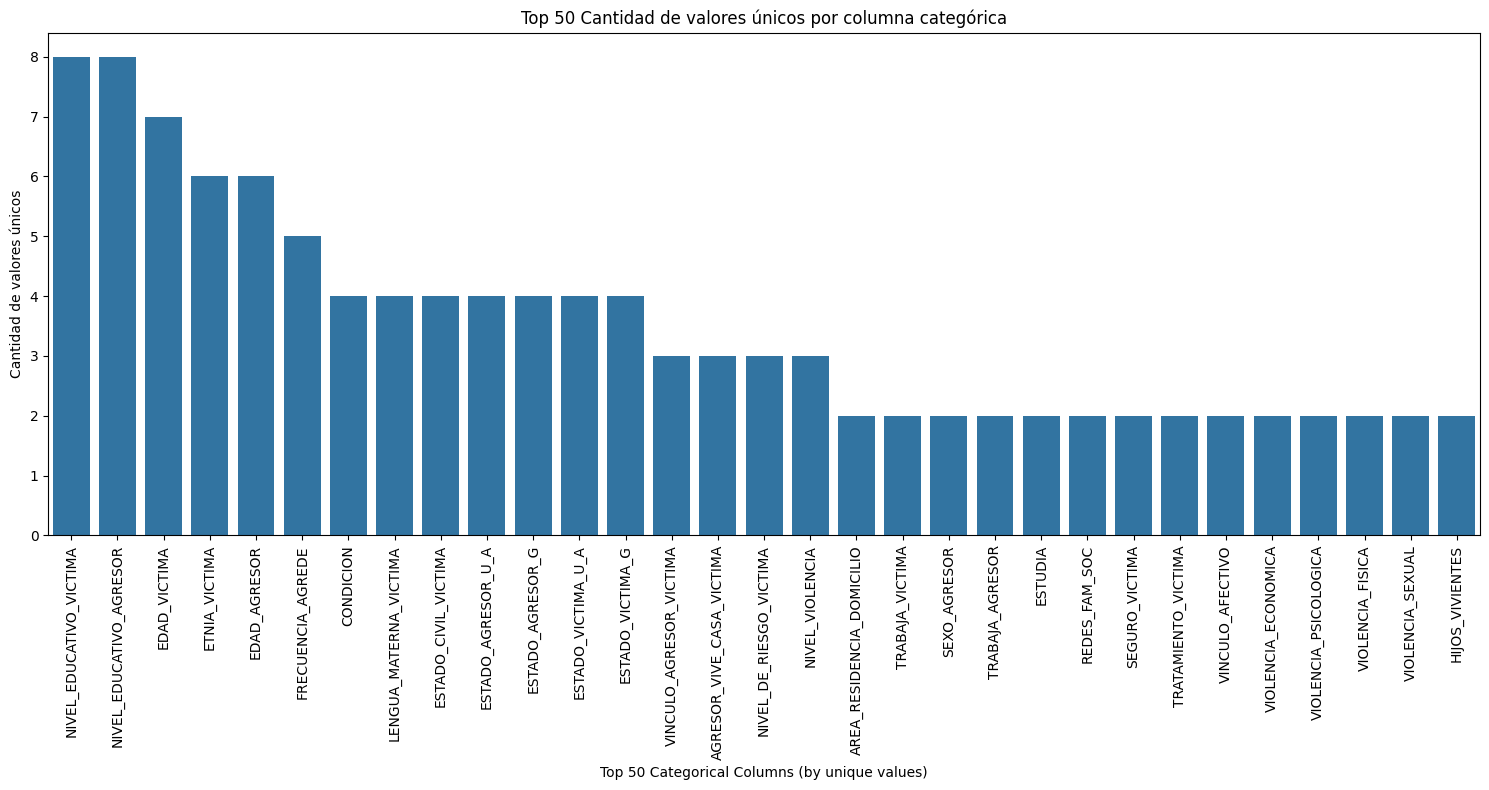 Top 50 Cantidad de valores únicos por columna categórica
Cantidad de valores únicos
8
7
6
5
4
3
2
1
0
NIVEL_EDUCATIVO_VICTIMA
NIVEL_EDUCATIVO_AGRESOR
EDAD_VICTIMA
ETNIA_VICTIMA
EDAD_AGRESOR
FRECUENCIA_AGREDE
CONDICION
LENGUA_MATERNA_VICTIMA
ESTADO_CIVIL_VICTIMA
ESTADO_AGRESOR_U_A
ESTADO_AGRESOR_G
ESTADO_VICTIMA_U_A
ESTADO_VICTIMA_G
VINCULO_AGRESOR_VICTIMA
AGRESOR_VIVE_CASA_VICTIMA
NIVEL_DE_RIESGO_VICTIMA
NIVEL_VIOLENCIA
AREA_RESIDENCIA_DOMICILIO
TRABAJA_VICTIMA
SEXO_AGRESOR
TRABAJA_AGRESOR
ESTUDIA
REDES_FAM_SOC
SEGURO_VICTIMA
TRATAMIENTO_VICTIMA
VINCULO_AFECTIVO
VIOLENCIA_ECONOMICA
VIOLENCIA_PSICOLOGICA
VIOLENCIA_FISICA
VIOLENCIA_SEXUAL
HIJOS_VIVIENTES
Top 50 Categorical Columns (by unique values)